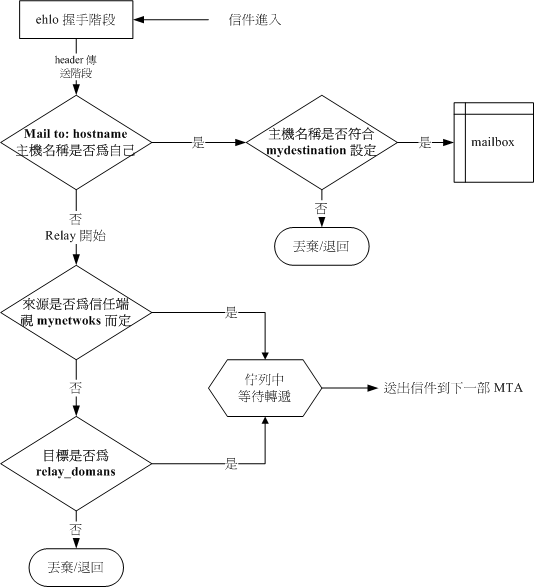 ehlo 握手階段
信件進入
header 傳
送階段
Mail to: hostname
主機名稱是否為自己
是
主機名稱是否符合
mydestination 設定
是
mailbox
否
Relay 開始
否
丟棄/退回
來源是否為信任端
視 mynetwoks 而定
是
佇列中
等待轉遞
送出信件到下一部 MTA
否
目標是否為
relay_domans
是
否
丟棄/退回